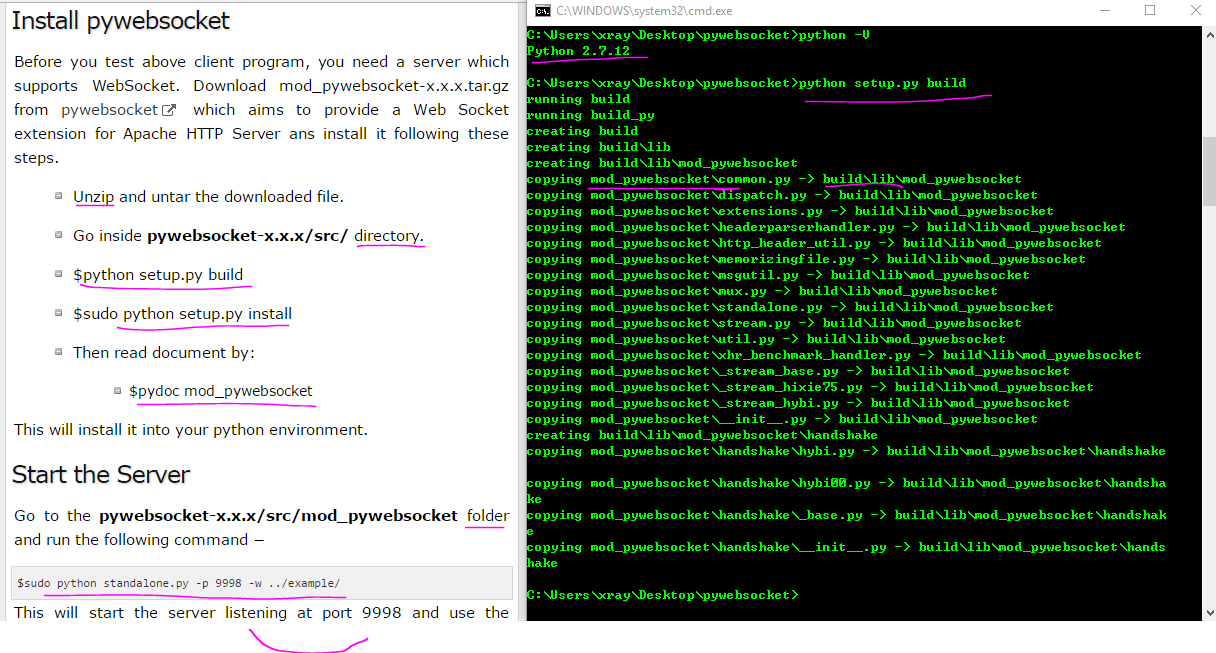 Install pywebsocket
Before you test above client program, you need a server which
supports WebSocket. Download mod_pywebsocket-x.x.x.tar.gz
from pywebsocket which aims to provide a Web Socket
extension for Apache HTTP Server ans install it following these
steps.
Unzip and untar the downloaded file.
Go inside pywebsocket-x.x.x/src/ directory.
$python setup.py build
$sudo python setup.py install
Then read document by:
$pydoc mod_pywebsocket
This will install it into your python environment.
Start the Server
Go to the pywebsocket-x.x.x/src/mod_pywebsocket folder
and run the following command −
$sudo python standalone.py -p 9998 -w ../example/
This will start the server listening at port 9998 and use the
C:\WINDOWS\system32\cmd.exe
C:\Users\xray\Desktop\pywebsocket>python -V
Python 2.7.12
C:\Users\xray\Desktop\pywebsocket>python setup.py build
running build
running build_py
creating build
creating build\lib
creating build\lib\mod_pywebsocket
copying mod_pywebsocket\common.py -> build\lib\mod_pywebsocket
copying mod_pywebsocket\dispatch.py -> build\lib\mod_pywebsocket
copying mod_pywebsocket\extensions.py -> build\lib\mod_pywebsocket
copying mod_pywebsocket\headerparserhandler.py -> build\lib\mod_pywebsocket
copying mod_pywebsocket\http_header_util.py -> build\lib\mod_pywebsocket
copying mod_pywebsocket\memorizingfile.py -> build\lib\mod_pywebsocket
copying mod_pywebsocket\msgutil.py -> build\lib\mod_pywebsocket
copying mod_pywebsocket\mux.py -> build\lib\mod_pywebsocket
copying mod_pywebsocket\standalone.py -> build\lib\mod_pywebsocket
copying mod_pywebsocket\stream.py -> build\lib\mod_pywebsocket
copying mod_pywebsocket\util.py -> build\lib\mod_pywebsocket
copying mod_pywebsocket\xhr_benchmark_handler.py -> build\lib\mod_pywebsocket
copying mod_pywebsocket\_stream_base.py -> build\lib\mod_pywebsocket
copying mod_pywebsocket\_stream_hixie75.py -> build\lib\mod_pywebsocket
copying mod_pywebsocket\_stream_hybi.py -> build\lib\mod_pywebsocket
copying mod_pywebsocket\__init__.py -> build\lib\mod_pywebsocket
creating build\lib\mod_pywebsocket\handshake
copying mod_pywebsocket\handshake\hybi.py -> build\lib\mod_pywebsocket\handshake
copying mod_pywebsocket\handshake\hybi00.py -> build\lib\mod_pywebsocket\handsha
ke
copying mod_pywebsocket\handshake\_base.py -> build\lib\mod_pywebsocket\handshak
e
copying mod_pywebsocket\handshake\__init__.py -> build\lib\mod_pywebsocket\hands
hake
C:\Users\xray\Desktop\pywebsocket>